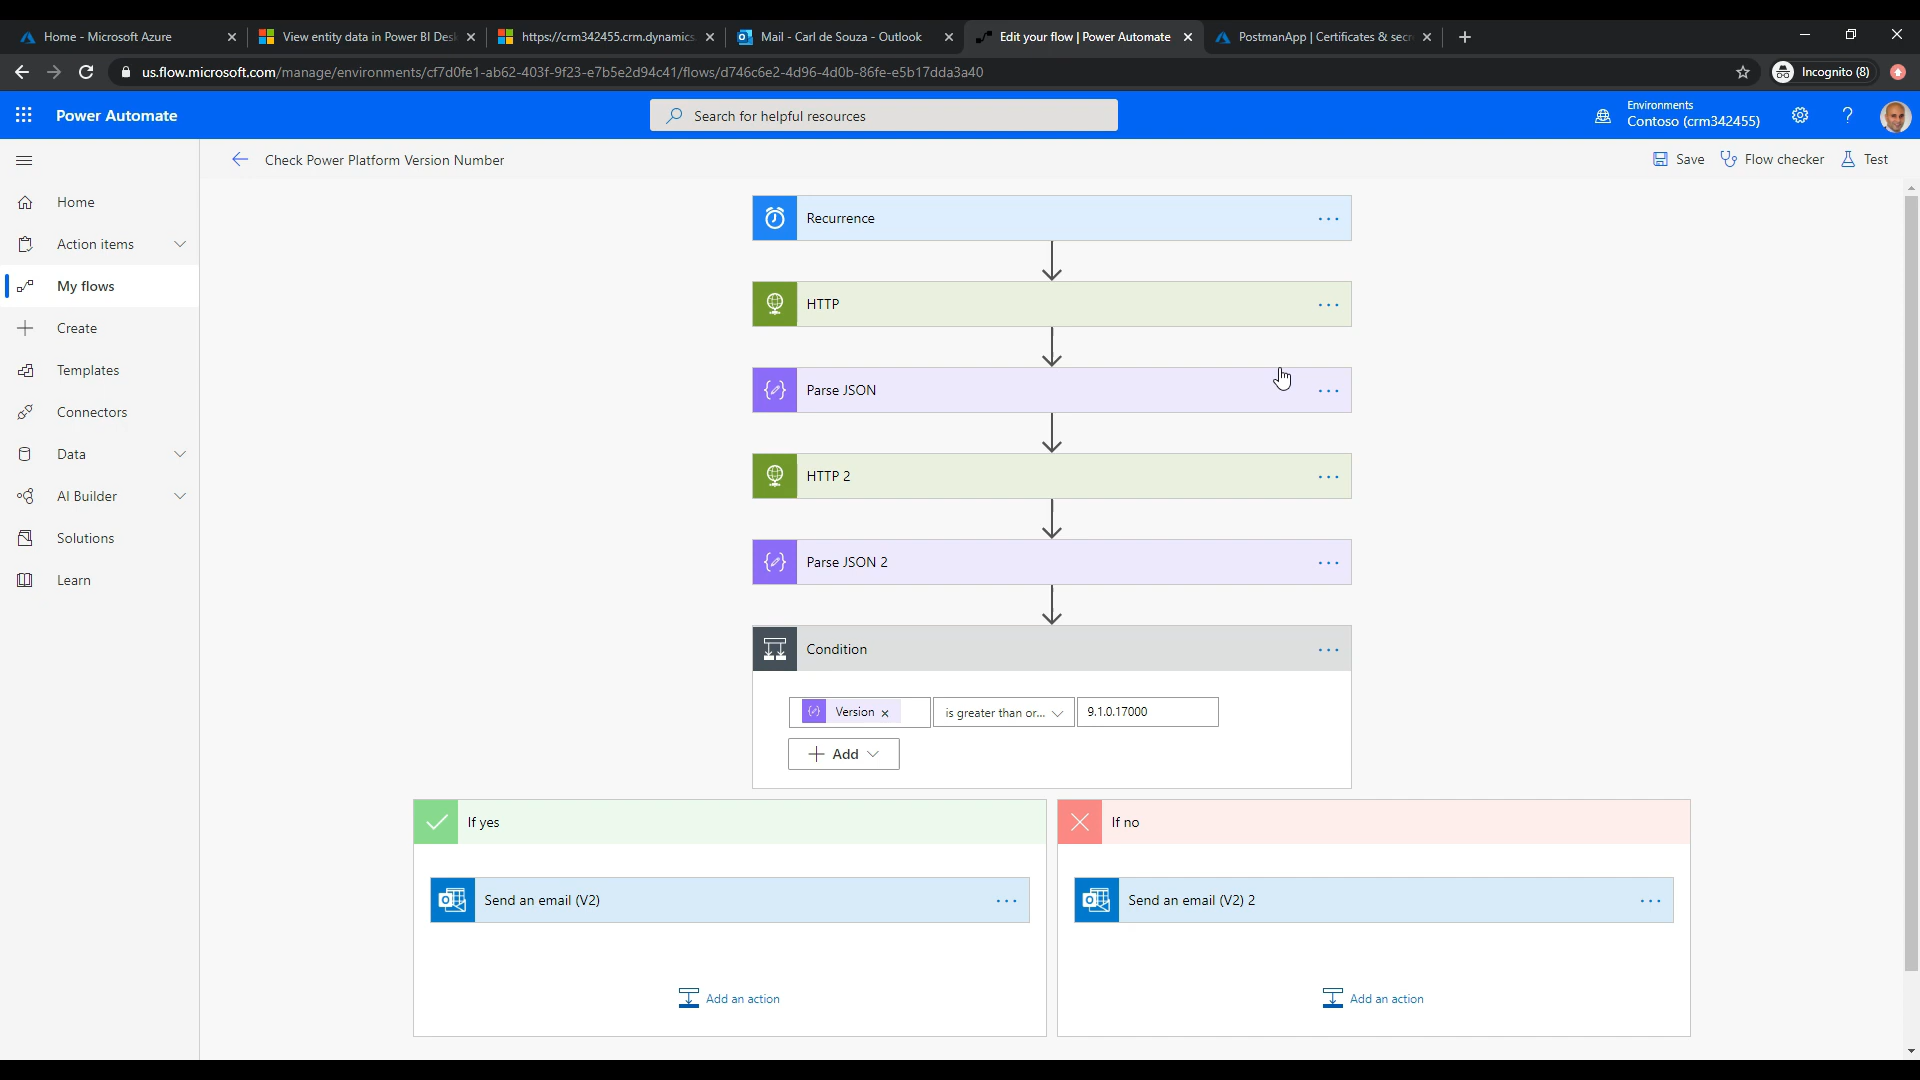 Home - Microsoft Azure
View entity data in Power BI Des
https://crm342455.crm.dynamics
Mail - Carl de Souza - Outlook
Edit your flow | Power Automate
PostmanApp | Certificates & secr
us.flow.microsoft.com/manage/environments/cf7d0fe1-ab62-403f-9f23-e7b5e2d94c41/flows/d746c6e2-4d96-4d0b-86fe-e5b17dda3a40
Incognito (8)
Power Automate
Search for helpful resources
Environments
Contoso (crm342455)
Check Power Platform Version Number
Save
Flow checker
Test
Home
Action items
My flows
Create
Templates
Connectors
Data
AI Builder
Solutions
Learn
Recurrence
HTTP
Parse JSON
HTTP 2
Parse JSON 2
Condition
Version
is greater than or...
9.1.0.17000
Add
If yes
If no
Send an email (V2)
Send an email (V2) 2
Add an action
Add an action